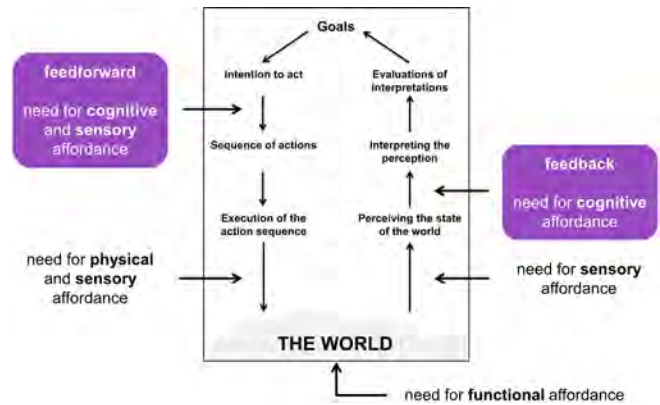 Goals
feedforward
need for cognitive
and sensory
affordance
Intention to act
Sequence of actions
Execution of the
action sequence
need for physical
and sensory
affordance
Evaluations of
interpretations
Interpreting the
perception
Perceiving the state
of the world
feedback
need for cognitive
affordance
need for sensory
affordance
THE WORLD
need for functional affordance